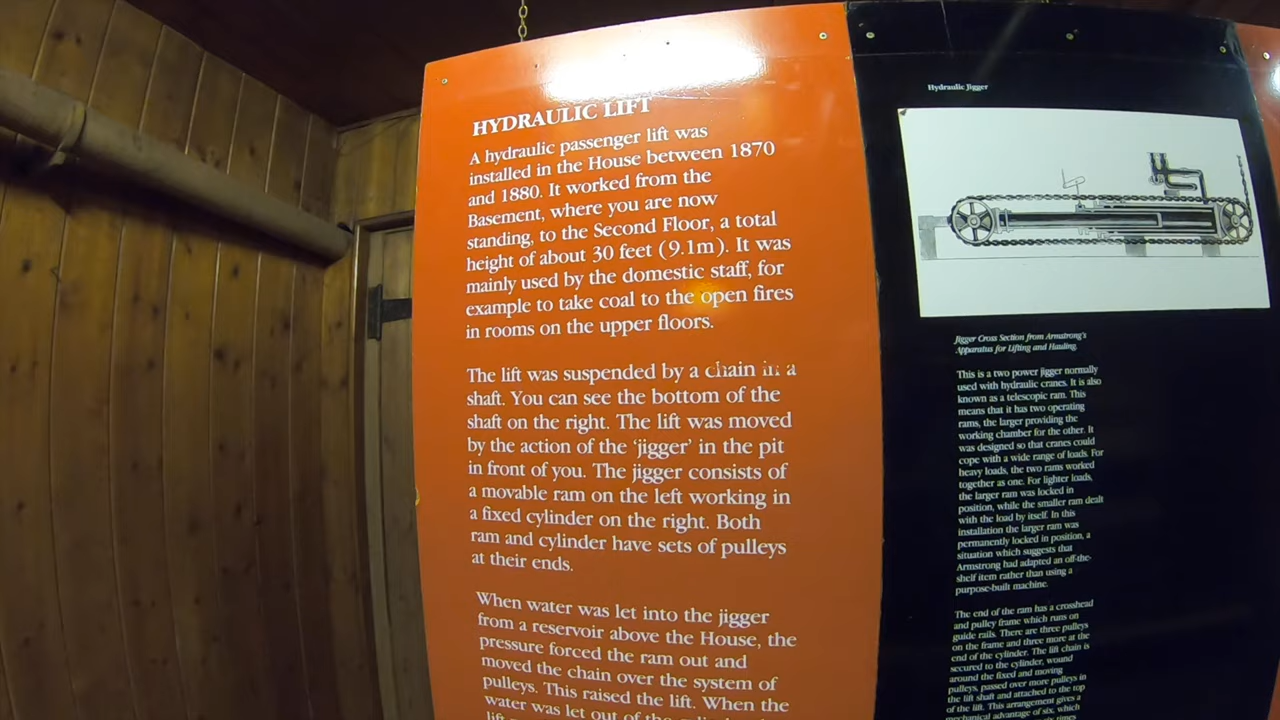 HYDRAULIC LIFT
A hydraulic passenger lift was
installed in the House between 1870
and 1880. It worked from the
Basement, where you are now
standing, to the Second Floor, a total
height of about 30 feet (9.1m). It was
mainly used by the domestic staff, for
example to take coal to the open fires
in rooms on the upper floors.
The lift was suspended by a chain in a
shaft. You can see the bottom of the
shaft on the right. The lift was moved
by the action of the ‘jigger’ in the pit
in front of you. The jigger consists of
a movable ram on the left working in
a fixed cylinder on the right. Both
ram and cylinder have sets of pulleys
at their ends.
When water was let into the jigger
from a reservoir above the House, the
pressure forced the ram out and
moved the chain over the system of
pulleys. This raised the lift. When the
water was let out of the
Hydraulic Jigger
Jigger Cross Section from Armstrong's
Apparatus for Lifting and Hauling.
This is a two power jigger normally
used with hydraulic cranes. It is also
known as a telescopic ram. This
means that it has two operating
rams, the larger providing the
working chamber for the other. It
was designed so that cranes could
cope with a wide range of loads. For
heavy loads, the two rams worked
together as one. For lighter loads,
the larger ram was locked in
position, while the smaller ram dealt
with the load by itself. In this
installation the larger ram was
permanently locked in position, a
situation which suggests that
Armstrong had adapted an off-the-
shelf item rather than using a
purpose-built machine.
The end of the ram has a crosshead
and pulley frame which runs on
guide rails. There are three pulleys
on the frame and three more at the
end of the cylinder. The lift chain is
secured to the cylinder, wound
around the fixed and moving
pulleys, passed over more pulleys in
the lift shaft and attached to the top
of the lift. This arrangement gives a
mechanical advantage of six, which